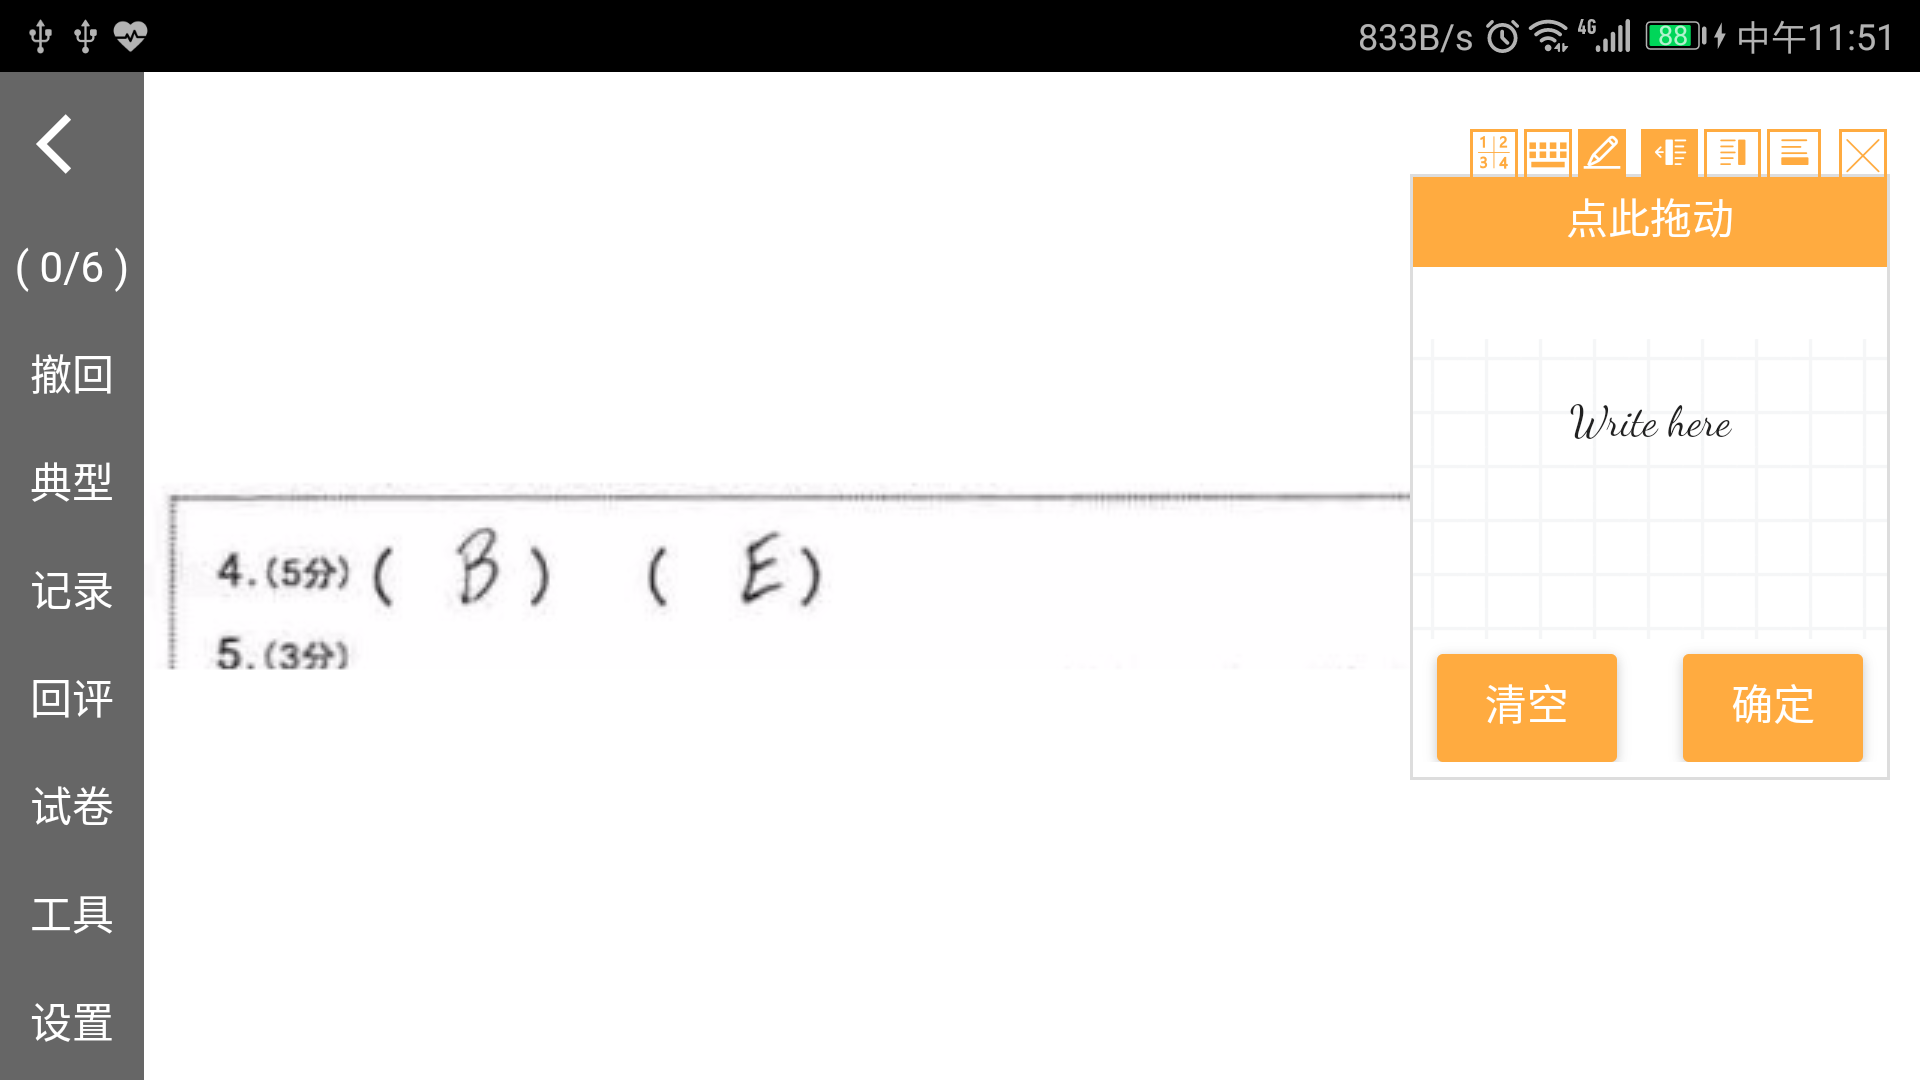 833B/s 4G 88 中午11:51
( 0/6 )
撤回
典型
记录
回评
试卷
工具
设置
4.(5分) ( B ) ( E )
5.(3分)
1 2
3 4
点此拖动
Write here
清空 确定